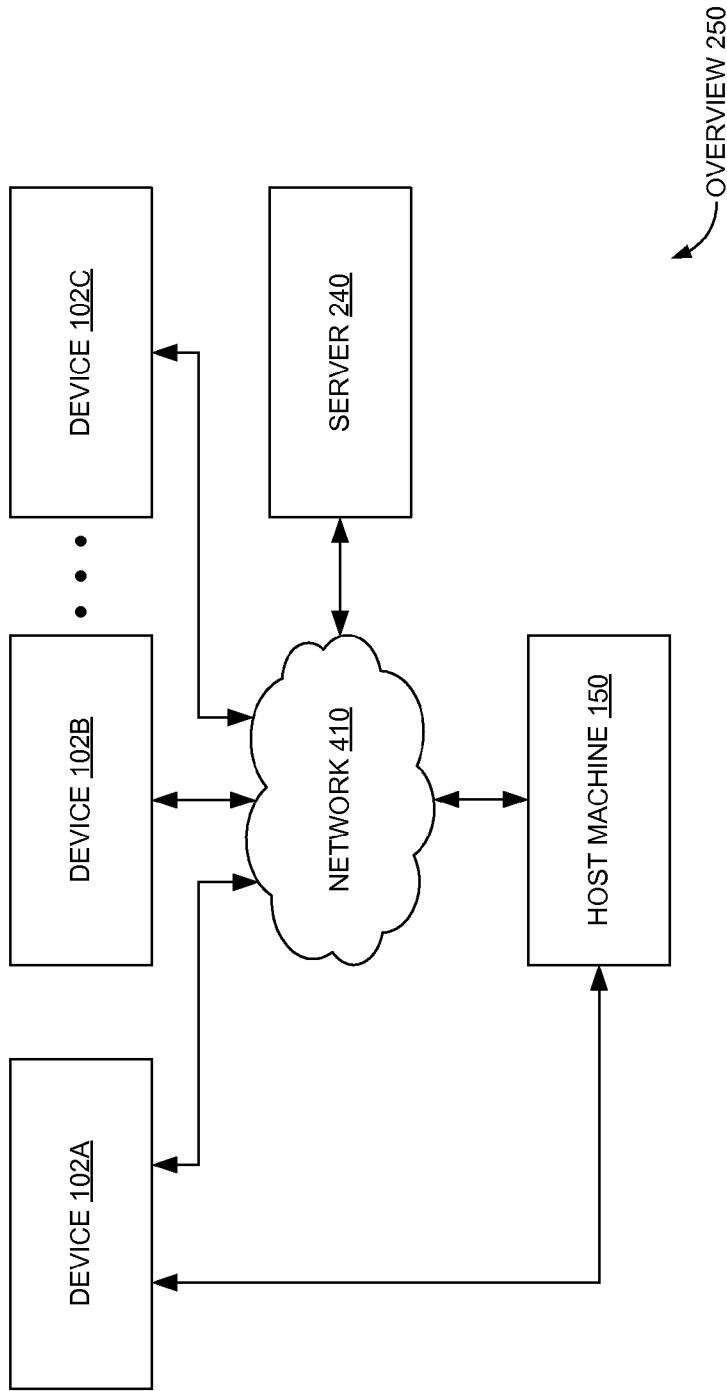 DEVICE 102A
DEVICE 102B
DEVICE 102C
NETWORK 410
SERVER 240
HOST MACHINE 150
OVERVIEW 250